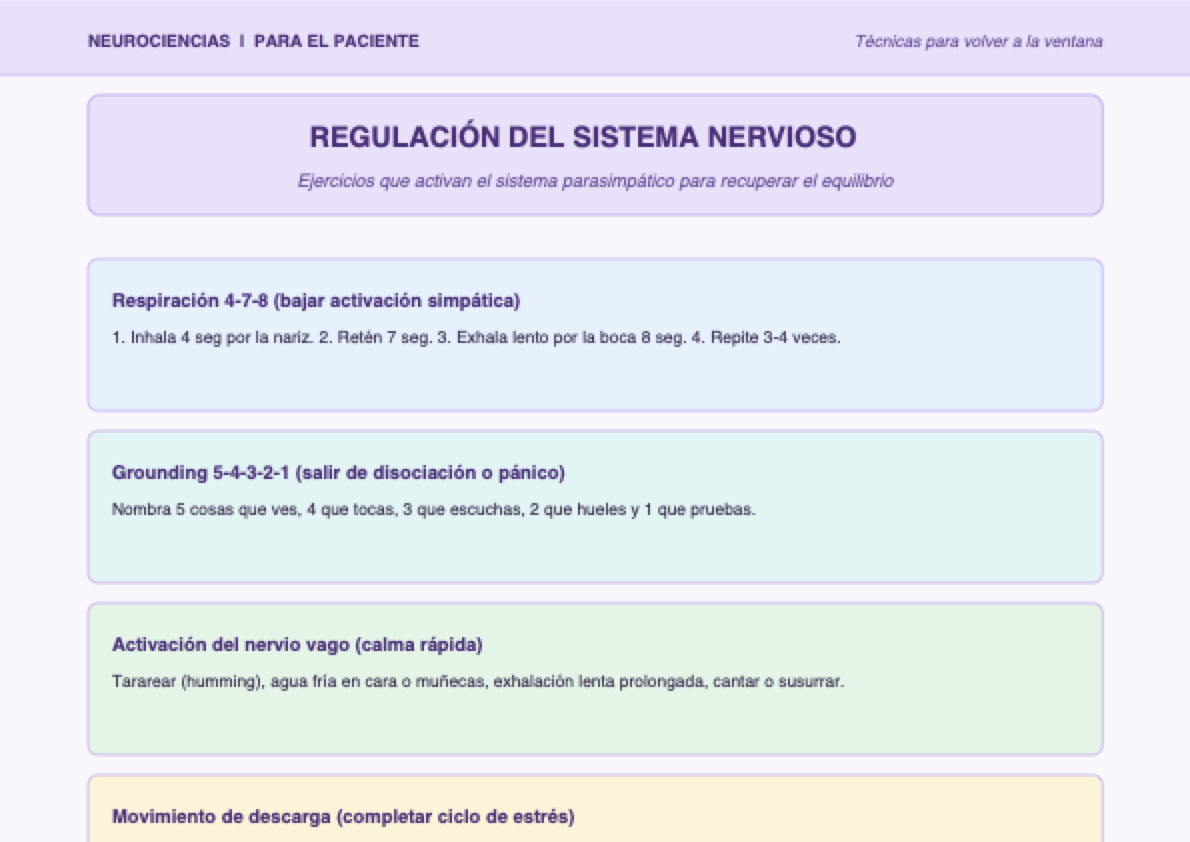 NEUROCIENCIAS | PARA EL PACIENTE
Técnicas para volver a la ventana
REGULACIÓN DEL SISTEMA NERVIOSO
Ejercicios que activan el sistema parasimpático para recuperar el equilibrio
Respiración 4-7-8 (bajar activación simpática)
1. Inhala 4 seg por la nariz. 2. Retén 7 seg. 3. Exhala lento por la boca 8 seg. 4. Repite 3-4 veces.
Grounding 5-4-3-2-1 (salir de disociación o pánico)
Nombra 5 cosas que ves, 4 que tocas, 3 que escuchas, 2 que hueles y 1 que pruebas.
Activación del nervio vago (calma rápida)
Tararear (humming), agua fría en cara o muñecas, exhalación lenta prolongada, cantar o susurrar.
Movimiento de descarga (completar ciclo de estrés)